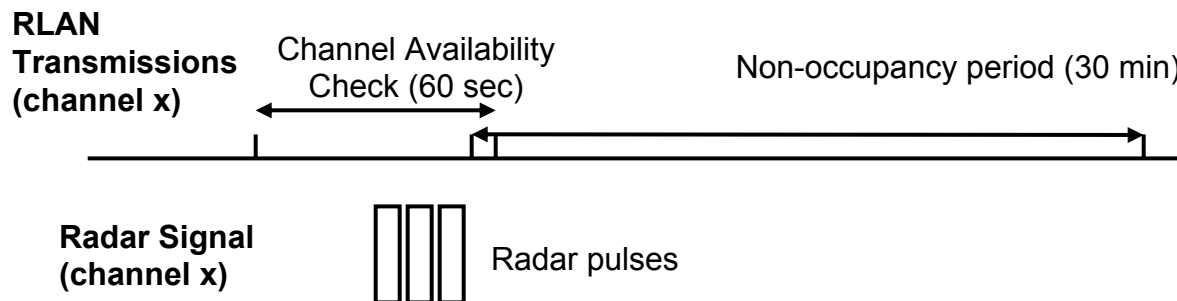 RLAN
Transmissions
(channel x)
Channel Availability
Check (60 sec)
Non-occupancy period (30 min)
Radar Signal
(channel x)
Radar pulses